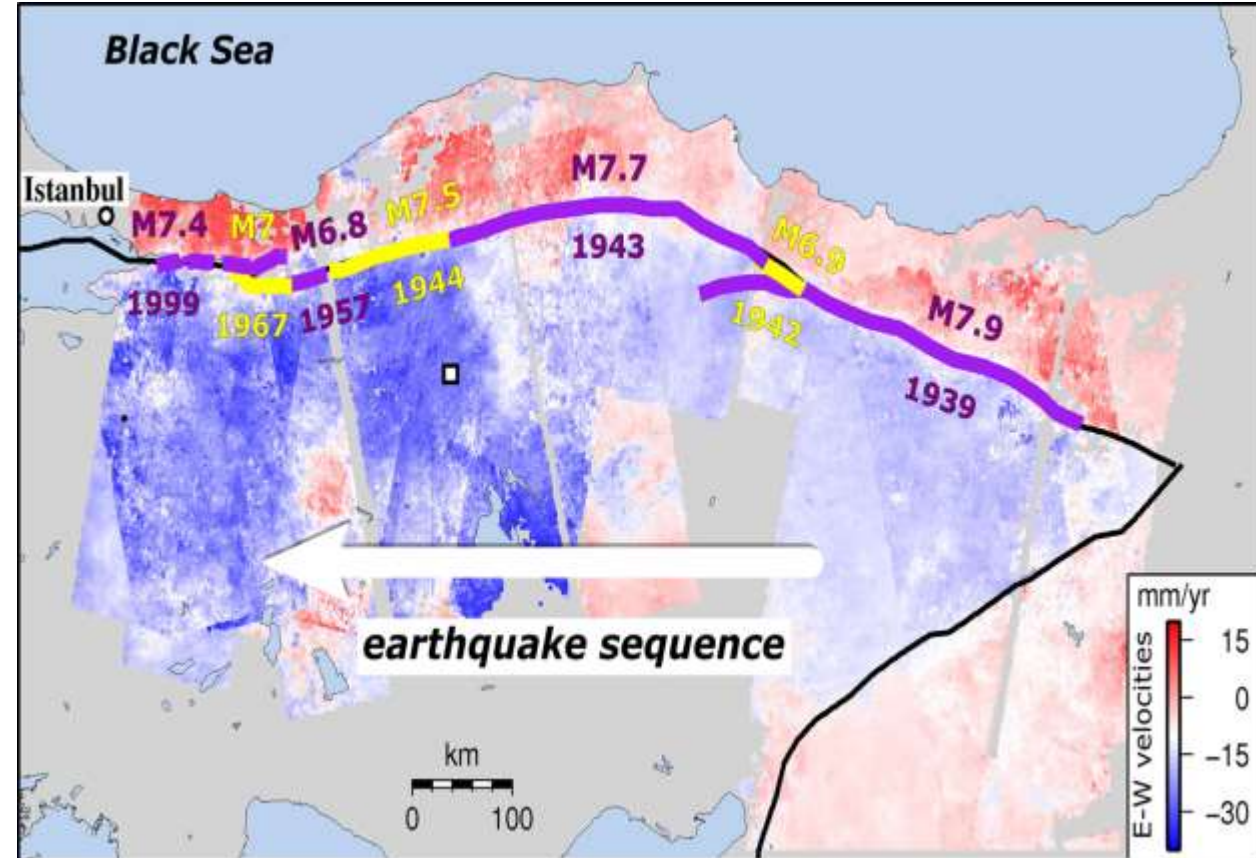 Black Sea
Istanbul
M7.4
M7
M6.8
M7.5
M7.7
M6.9
M7.9
1999
1967
1957
1944
1943
1942
1939
earthquake sequence
km
0 100
mm/yr
15
0
−15
−30
E-W velocities